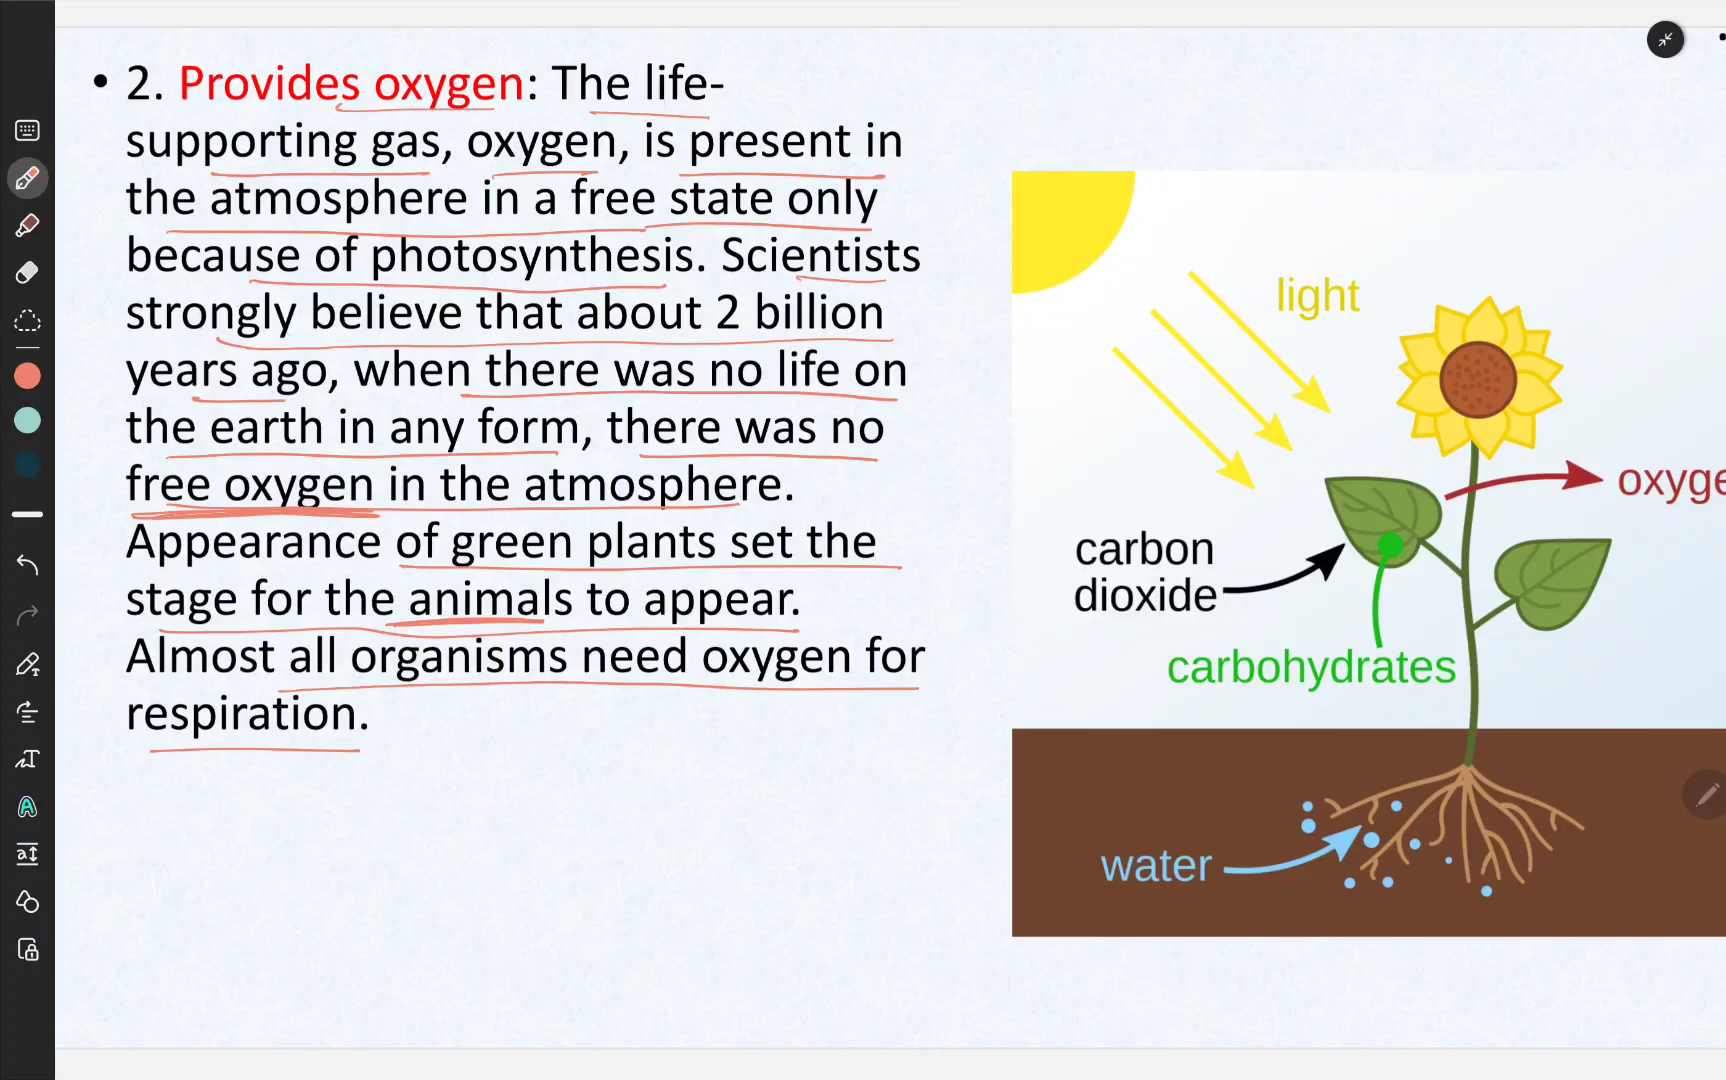 • 2. Provides oxygen: The life-
supporting gas, oxygen, is present in
the atmosphere in a free state only
because of photosynthesis. Scientists
strongly believe that about 2 billion
years ago, when there was no life on
the earth in any form, there was no
free oxygen in the atmosphere.
Appearance of green plants set the
stage for the animals to appear.
Almost all organisms need oxygen for
respiration.
light
oxyge
carbon
dioxide
carbohydrates
water